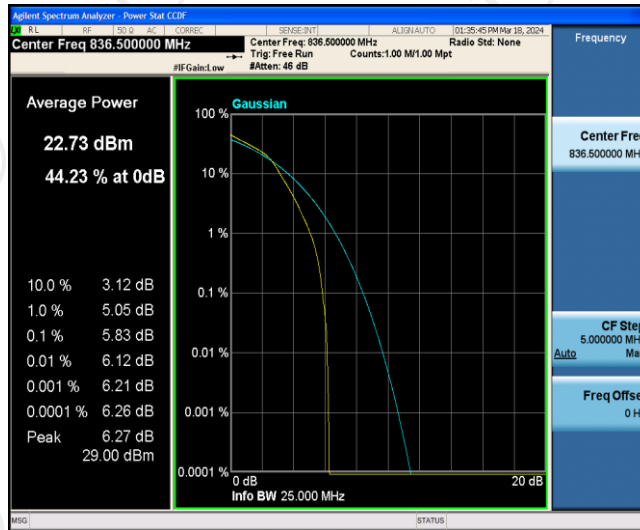 Agilent Spectrum Analyzer - Power Stat CCDF
RL RF 50 Ω AC CORREC SENSE:INT ALIGNAUTO 01:35:45 PM Mar 18, 2024
Center Freq 836.500000 MHz
Center Freq: 836.500000 MHz Radio Std: None
Trig: Free Run Counts:1.00 M/1.00 Mpt
#IFGain:Low #Atten: 46 dB
Frequency
Average Power
22.73 dBm
44.23 % at 0dB
10.0 % 3.12 dB
1.0 % 5.05 dB
0.1 % 5.83 dB
0.01 % 6.12 dB
0.001 % 6.21 dB
0.0001 % 6.26 dB
Peak 6.27 dB
29.00 dBm
Gaussian
100 %
10 %
1 %
0.1 %
0.01 %
0.001 %
0.0001 %
0 dB 20 dB
Info BW 25.000 MHz
Center Fre
836.500000 MH
CF Step
5.000000 MH
Auto Ma
Freq Offse
0 H
MSG STATUS